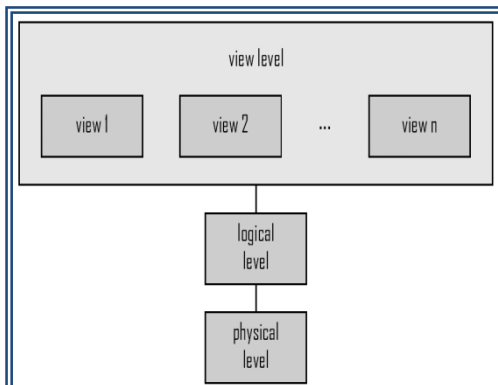 view level
view 1
view 2
...
view n
logical
level
physical
level